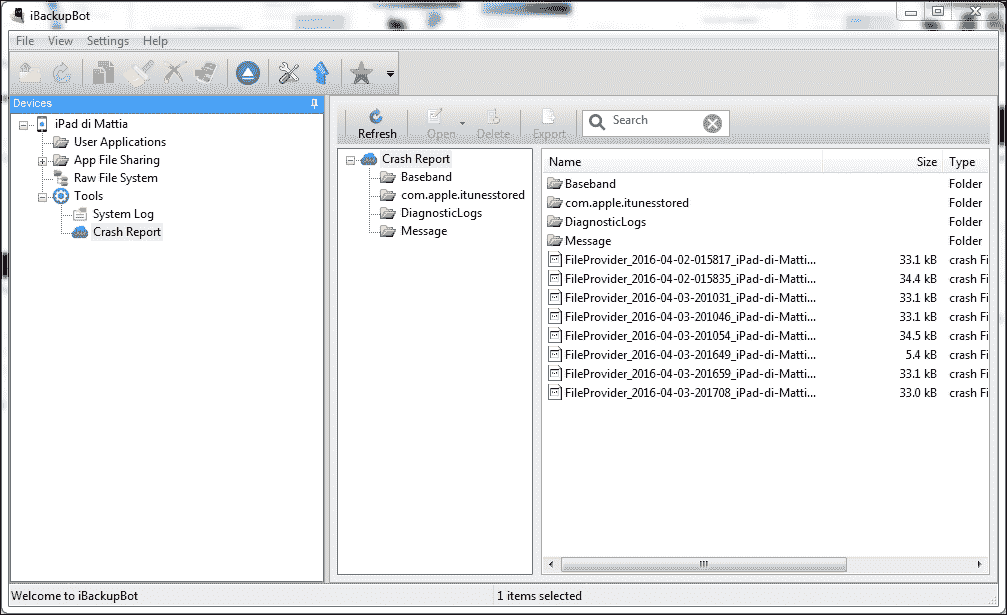 iBackupBot
File View Settings Help
Devices
iPad di Mattia
User Applications
App File Sharing
Raw File System
Tools
System Log
Crash Report
Refresh Open Delete Export Search
Crash Report
Baseband
com.apple.itunesstored
DiagnosticLogs
Message
Name Size Type
Baseband Folder
com.apple.itunesstored Folder
DiagnosticLogs Folder
Message Folder
FileProvider_2016-04-02-015817_iPad-di-Matti... 33.1 kB crash Fi
FileProvider_2016-04-02-015835_iPad-di-Matti... 34.4 kB crash Fi
FileProvider_2016-04-03-201031_iPad-di-Matti... 33.1 kB crash Fi
FileProvider_2016-04-03-201046_iPad-di-Matti... 33.1 kB crash Fi
FileProvider_2016-04-03-201054_iPad-di-Matti... 34.5 kB crash Fi
FileProvider_2016-04-03-201649_iPad-di-Matti... 5.4 kB crash Fi
FileProvider_2016-04-03-201659_iPad-di-Matti... 33.1 kB crash Fi
FileProvider_2016-04-03-201708_iPad-di-Matti... 33.0 kB crash Fi
Welcome to iBackupBot 1 items selected